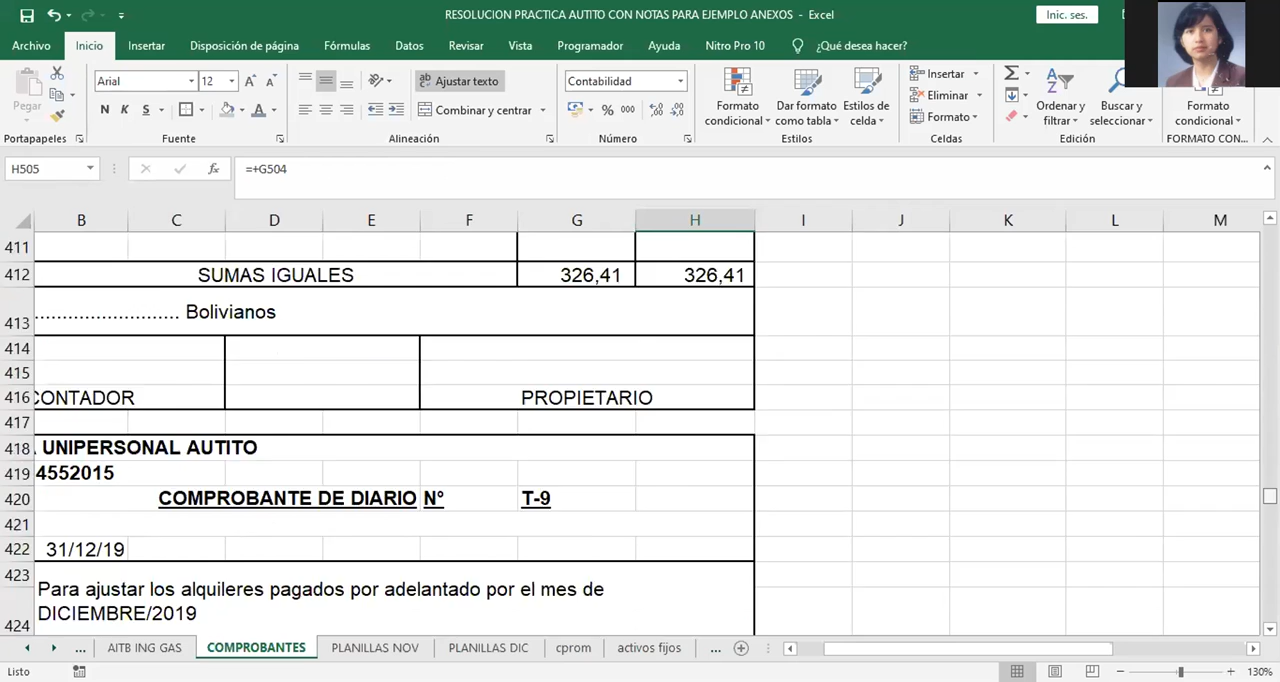 RESOLUCION PRACTICA AUTITO CON NOTAS PARA EJEMPLO ANEXOS - Excel
Inic. ses.
Archivo Inicio Insertar Disposición de página Fórmulas Datos Revisar Vista Programador Ayuda Nitro Pro 10 ¿Qué desea hacer?
Pegar
Arial 12
Ajustar texto
Contabilidad
N K S
Combinar y centrar
% 000
Formato condicional
Dar formato como tabla
Estilos de celda
Insertar
Eliminar
Formato
Ordenar y filtrar
Buscar y seleccionar
Formato condicional
Portapapeles Fuente Alineación Número Estilos Celdas Edición FORMATO CON...
H505 fx =+G504
B C D E F G H I J K L M
411
412 SUMAS IGUALES 326,41 326,41
413 .......................... Bolivianos
414
415
416 CONTADOR PROPIETARIO
417
418 UNIPERSONAL AUTITO
419 4552015
420 COMPROBANTE DE DIARIO N° T-9
421
422 31/12/19
423
Para ajustar los alquileres pagados por adelantado por el mes de
424 DICIEMBRE/2019
... AITB ING GAS COMPROBANTES PLANILLAS NOV PLANILLAS DIC cprom activos fijos ...
Listo 130%